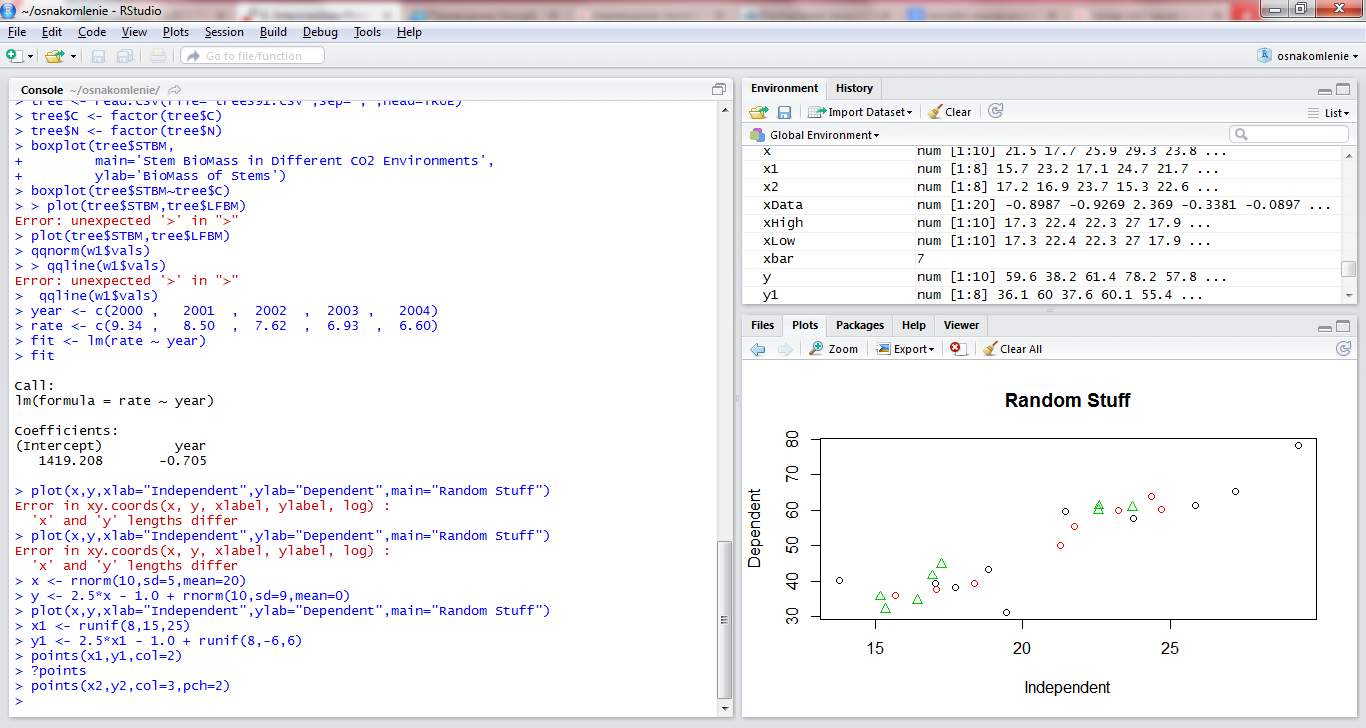 ~/osnakomlenie - RStudio
File Edit Code View Plots Session Build Debug Tools Help
Go to file/function
osnakomlenie
Console ~/osnakomlenie/
> tree <- read.csv(file="trees91.csv",sep=",",head=TRUE)
> tree$C <- factor(tree$C)
> tree$N <- factor(tree$N)
> boxplot(tree$STBM,
+         main='Stem BioMass in Different CO2 Environments',
+         ylab='BioMass of Stems')
> boxplot(tree$STBM~tree$C)
> > plot(tree$STBM,tree$LFBM)
Error: unexpected '>' in ">"
> plot(tree$STBM,tree$LFBM)
> qqnorm(w1$vals)
> > qqline(w1$vals)
Error: unexpected '>' in ">"
>  qqline(w1$vals)
> year <- c(2000 ,   2001  ,  2002  ,  2003 ,   2004)
> rate <- c(9.34 ,   8.50  ,  7.62  ,  6.93  ,  6.60)
> fit <- lm(rate ~ year)
> fit
Call:
lm(formula = rate ~ year)
Coefficients:
(Intercept)         year
   1419.208       -0.705
> plot(x,y,xlab="Independent",ylab="Dependent",main="Random Stuff")
Error in xy.coords(x, y, xlabel, ylabel, log) :
  'x' and 'y' lengths differ
> plot(x,y,xlab="Independent",ylab="Dependent",main="Random Stuff")
Error in xy.coords(x, y, xlabel, ylabel, log) :
  'x' and 'y' lengths differ
> x <- rnorm(10,sd=5,mean=20)
> y <- 2.5*x - 1.0 + rnorm(10,sd=9,mean=0)
> plot(x,y,xlab="Independent",ylab="Dependent",main="Random Stuff")
> x1 <- runif(8,15,25)
> y1 <- 2.5*x1 - 1.0 + runif(8,-6,6)
> points(x1,y1,col=2)
> ?points
> points(x2,y2,col=3,pch=2)
>
Environment History
Import Dataset Clear List
Global Environment
x num [1:10] 21.5 17.7 25.9 29.3 23.8 ...
x1 num [1:8] 15.7 23.2 17.1 24.7 21.7 ...
x2 num [1:8] 17.2 16.9 23.7 15.3 22.6 ...
xData num [1:20] -0.8987 -0.9269 2.369 -0.3381 -0.0897 ...
xHigh num [1:10] 17.3 22.4 22.3 27 17.9 ...
xLow num [1:10] 17.3 22.4 22.3 27 17.9 ...
xbar 7
y num [1:10] 59.6 38.2 61.4 78.2 57.8 ...
y1 num [1:8] 36.1 60 37.6 60.1 55.4 ...
Files Plots Packages Help Viewer
Zoom Export Clear All
Random Stuff
Dependent
80
70
60
50
40
30
15 20 25
Independent